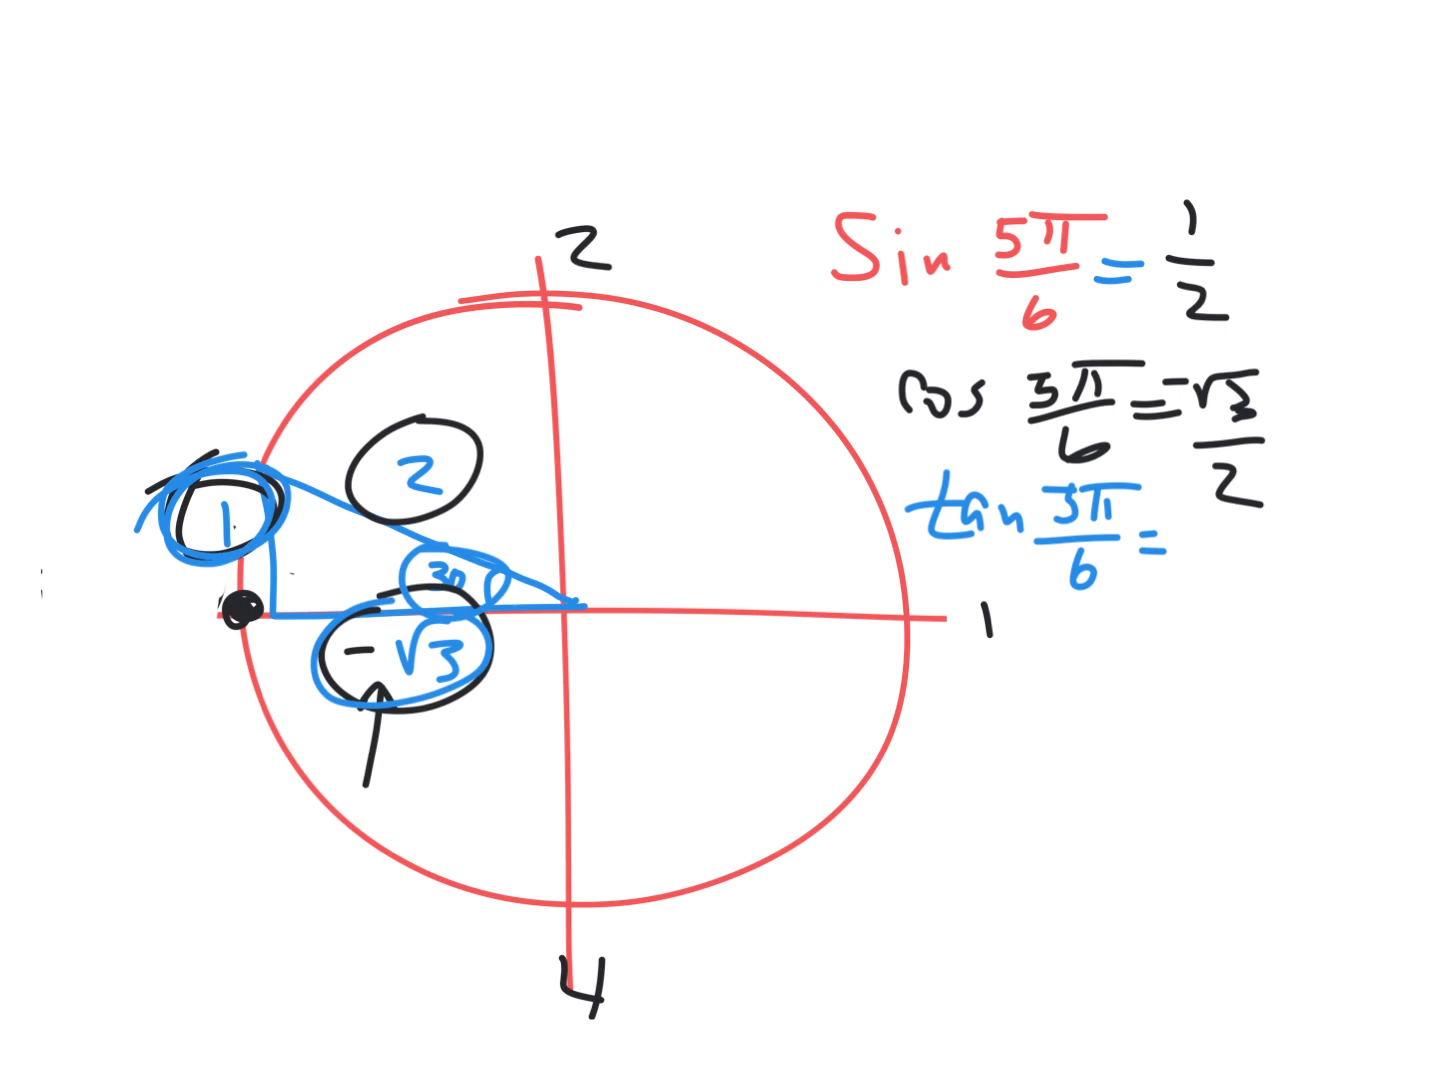 2
Sin 5π/6 = 1/2
cos 5π/6 = -√3/2
tan 5π/6 =
2
1
30
- √3
1
4